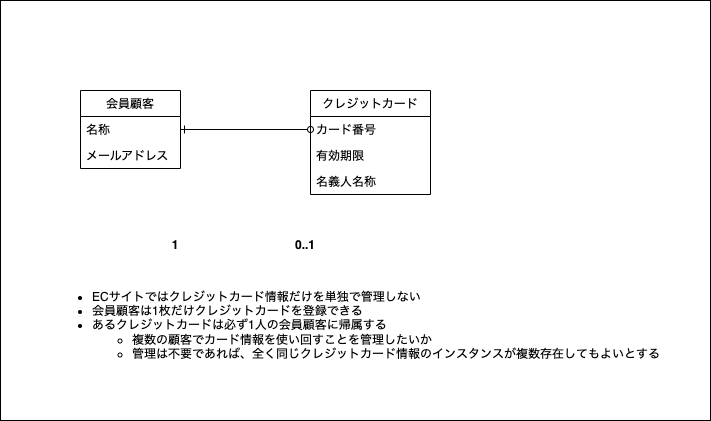 会員顧客
名称
メールアドレス
クレジットカード
カード番号
有効期限
名義人名称
1
0..1
ECサイトではクレジットカード情報だけを単独で管理しない
会員顧客は1枚だけクレジットカードを登録できる
あるクレジットカードは必ず1人の会員顧客に帰属する
複数の顧客でカード情報を使い回すことを管理したいか
管理は不要であれば、全く同じクレジットカード情報のインスタンスが複数存在してもよいとする